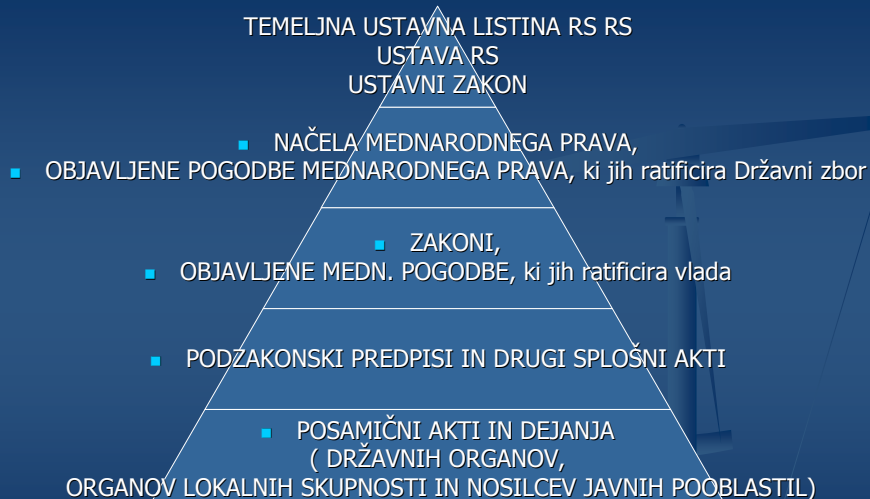 TEMELJNA USTAVNA LISTINA RS RS
USTAVA RS
USTAVNI ZAKON
▪ NAČELA MEDNARODNEGA PRAVA,
▪ OBJAVLJENE POGODBE MEDNARODNEGA PRAVA, ki jih ratificira Državni zbor
▪ ZAKONI,
▪ OBJAVLJENE MEDN. POGODBE, ki jih ratificira vlada
▪ PODZAKONSKI PREDPISI IN DRUGI SPLOŠNI AKTI
▪ POSAMIČNI AKTI IN DEJANJA
( DRŽAVNIH ORGANOV,
ORGANOV LOKALNIH SKUPNOSTI IN NOSILCEV JAVNIH POOBLASTIL)